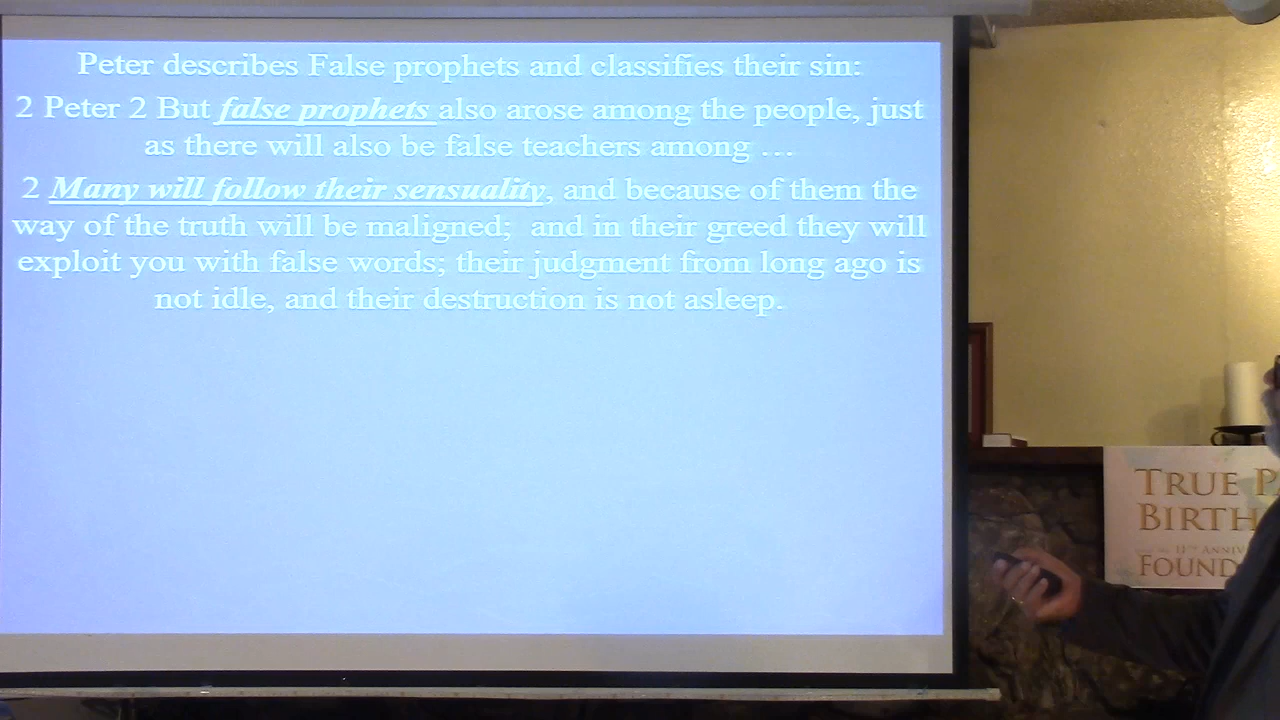 Peter describes False prophets and classifies their sin:
2 Peter 2 But false prophets also arose among the people, just
as there will also be false teachers among …
2 Many will follow their sensuality, and because of them the
way of the truth will be maligned;  and in their greed they will
exploit you with false words; their judgment from long ago is
not idle, and their destruction is not asleep.
TRUE P
BIRTH
11TH ANNIV
FOUND